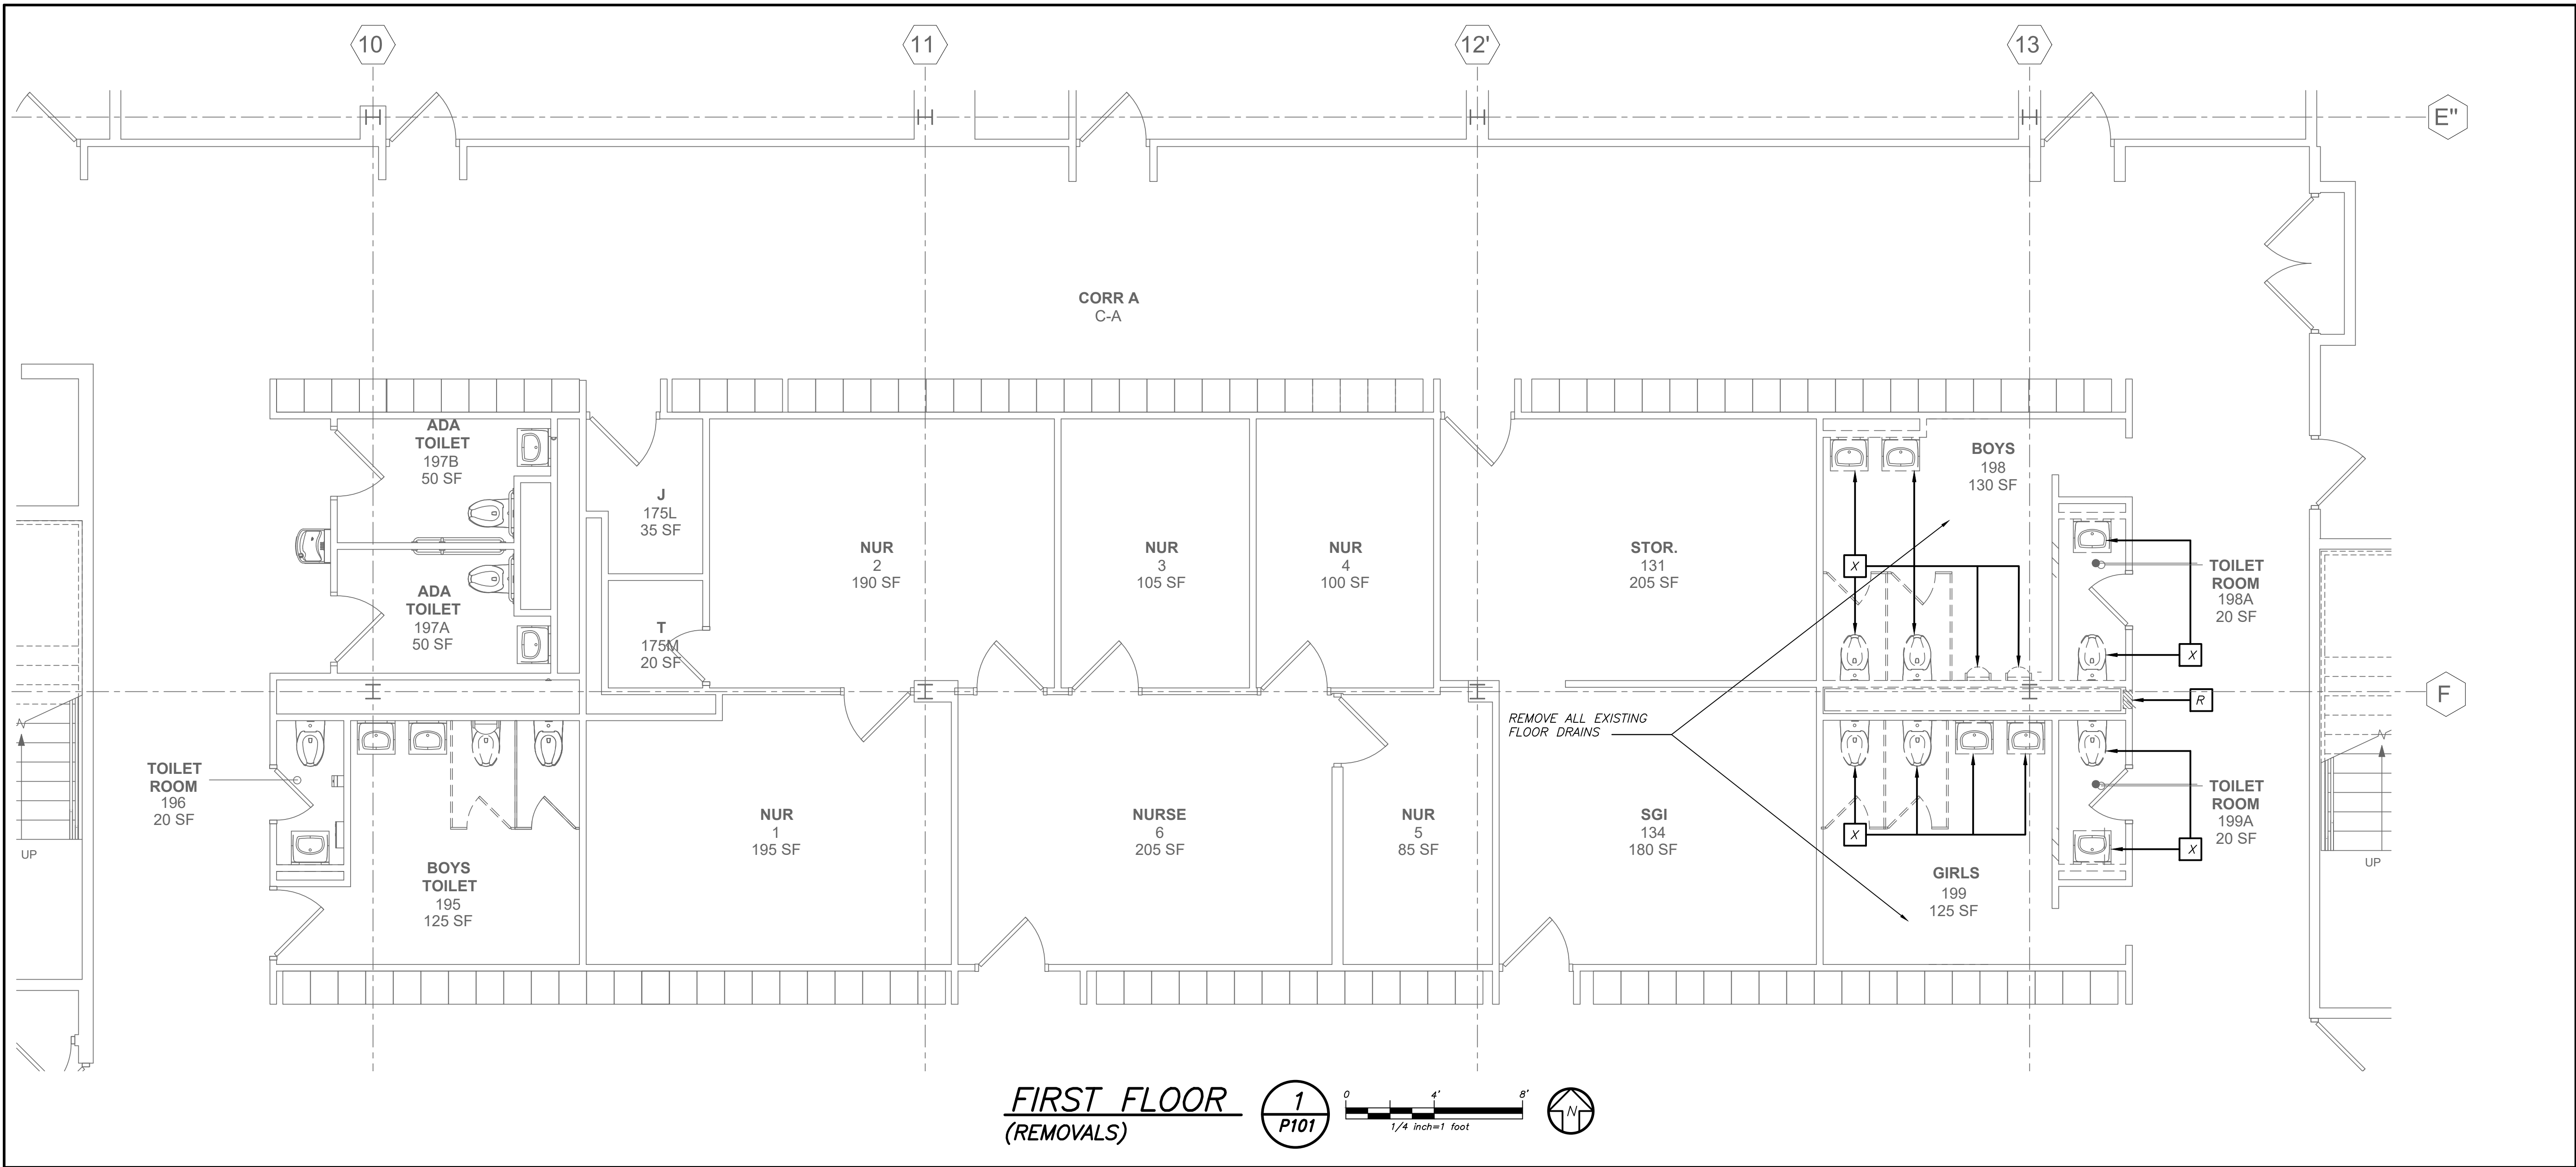 10
11
12'
13
E"
CORR A
C-A
ADA
TOILET
197B
50 SF
J
175L
35 SF
NUR
2
190 SF
NUR
3
105 SF
NUR
4
100 SF
STOR.
131
205 SF
BOYS
198
130 SF
X
TOILET
ROOM
198A
20 SF
X
ADA
TOILET
197A
50 SF
T
175M
20 SF
F
R
REMOVE ALL EXISTING
FLOOR DRAINS
TOILET
ROOM
196
20 SF
N
UP
BOYS
TOILET
195
125 SF
NUR
1
195 SF
NURSE
6
205 SF
NUR
5
85 SF
SGI
134
180 SF
X
GIRLS
199
125 SF
TOILET
ROOM
199A
20 SF
X
N
UP
FIRST FLOOR
(REMOVALS)
1
P101
0 4' 8'
1/4 inch=1 foot
N